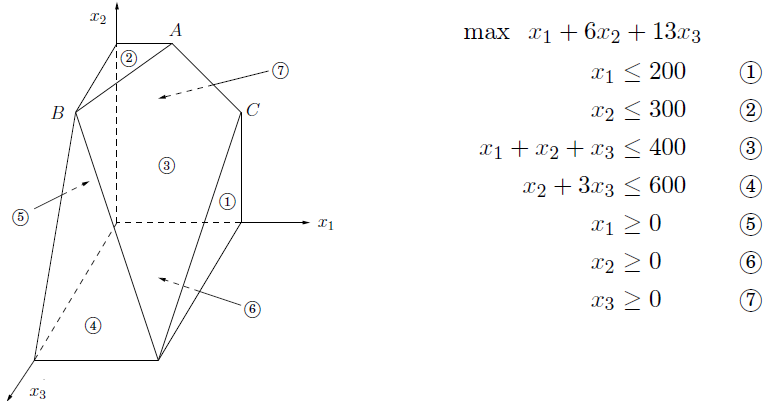 x₂
A
②
⑦
B
C
③
①
⑤
x₁
⑥
④
x₃
max x₁ + 6x₂ + 13x₃
x₁ ≤ 200 ①
x₂ ≤ 300 ②
x₁ + x₂ + x₃ ≤ 400 ③
x₂ + 3x₃ ≤ 600 ④
x₁ ≥ 0 ⑤
x₂ ≥ 0 ⑥
x₃ ≥ 0 ⑦